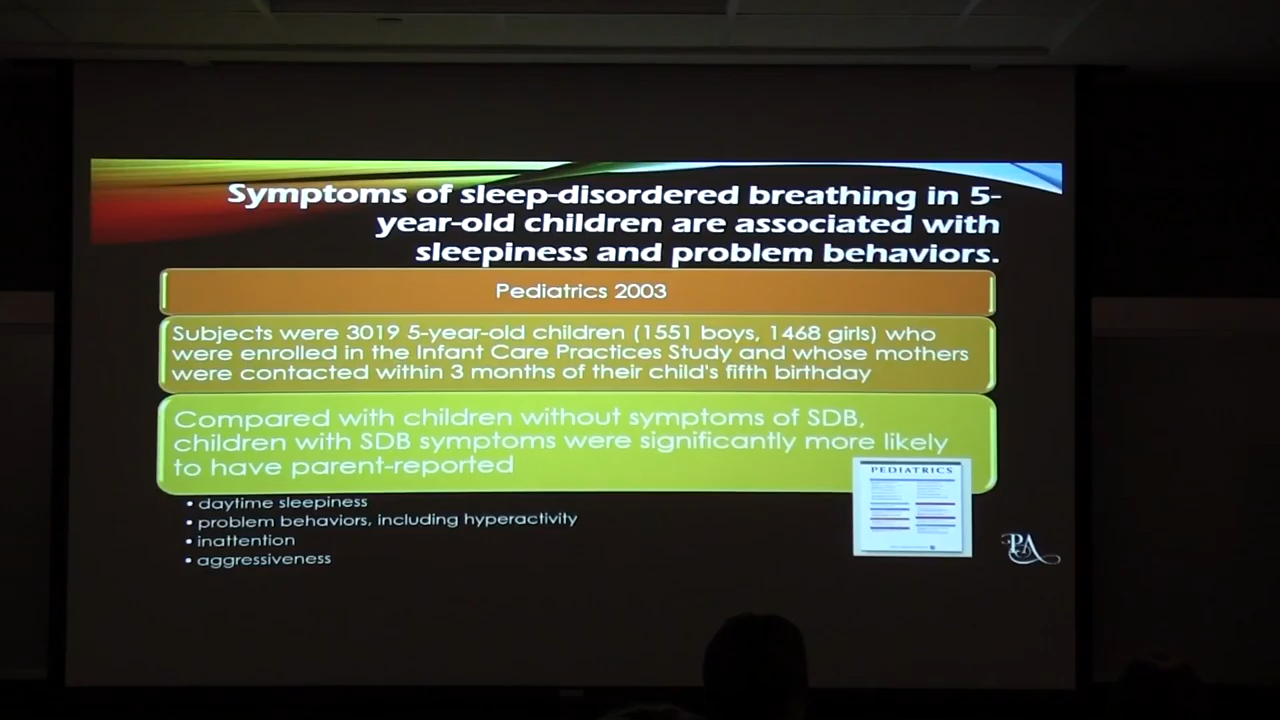 Symptoms of sleep-disordered breathing in 5-
year-old children are associated with
sleepiness and problem behaviors.
Pediatrics 2003
Subjects were 3019 5-year-old children (1551 boys, 1468 girls) who
were enrolled in the Infant Care Practices Study and whose mothers
were contacted within 3 months of their child's fifth birthday
Compared with children without symptoms of SDB,
children with SDB symptoms were significantly more likely
to have parent-reported
• daytime sleepiness
• problem behaviors, including hyperactivity
• inattention
• aggressiveness
PEDIATRICS
PA